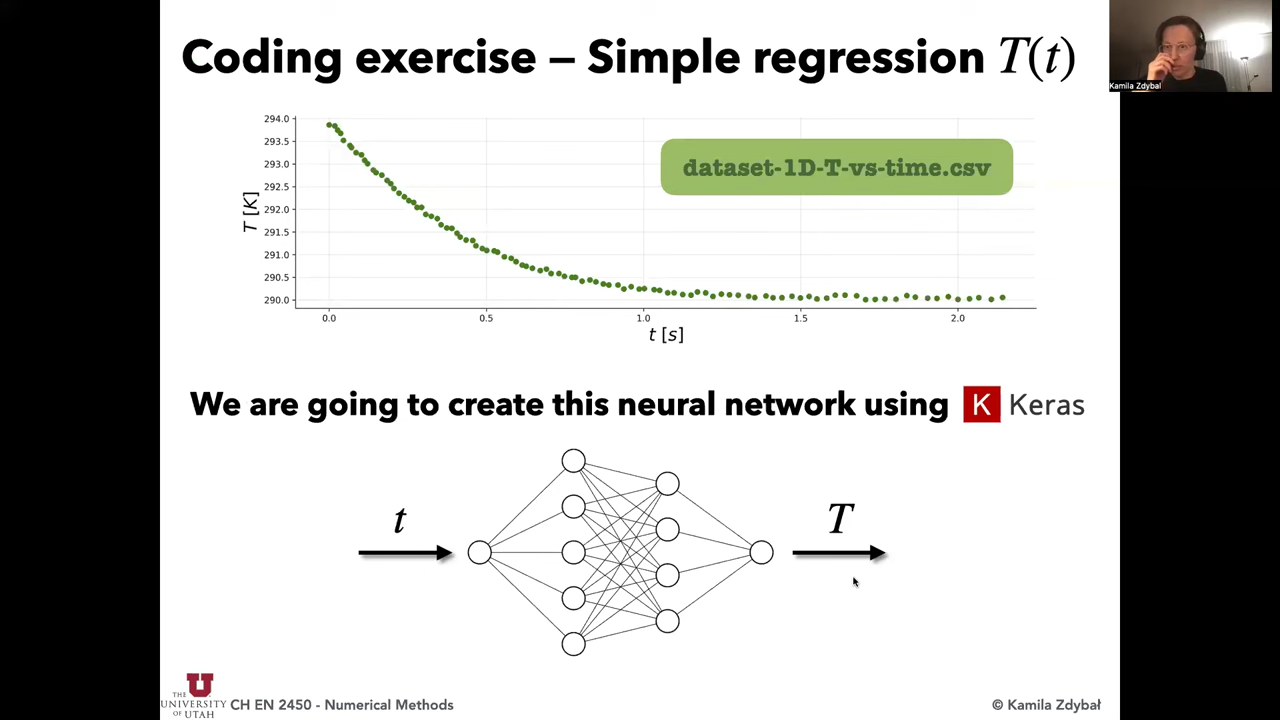 Coding exercise – Simple regression T(t)
Kamila Zdybal
294.0
293.5
293.0
292.5
292.0
291.5
291.0
290.5
290.0
T [K]
dataset-1D-T-vs-time.csv
0.0 0.5 1.0 1.5 2.0
t [s]
We are going to create this neural network using K Keras
t
T
THE U
UNIVERSITY
OF UTAH
CH EN 2450 - Numerical Methods
© Kamila Zdybał